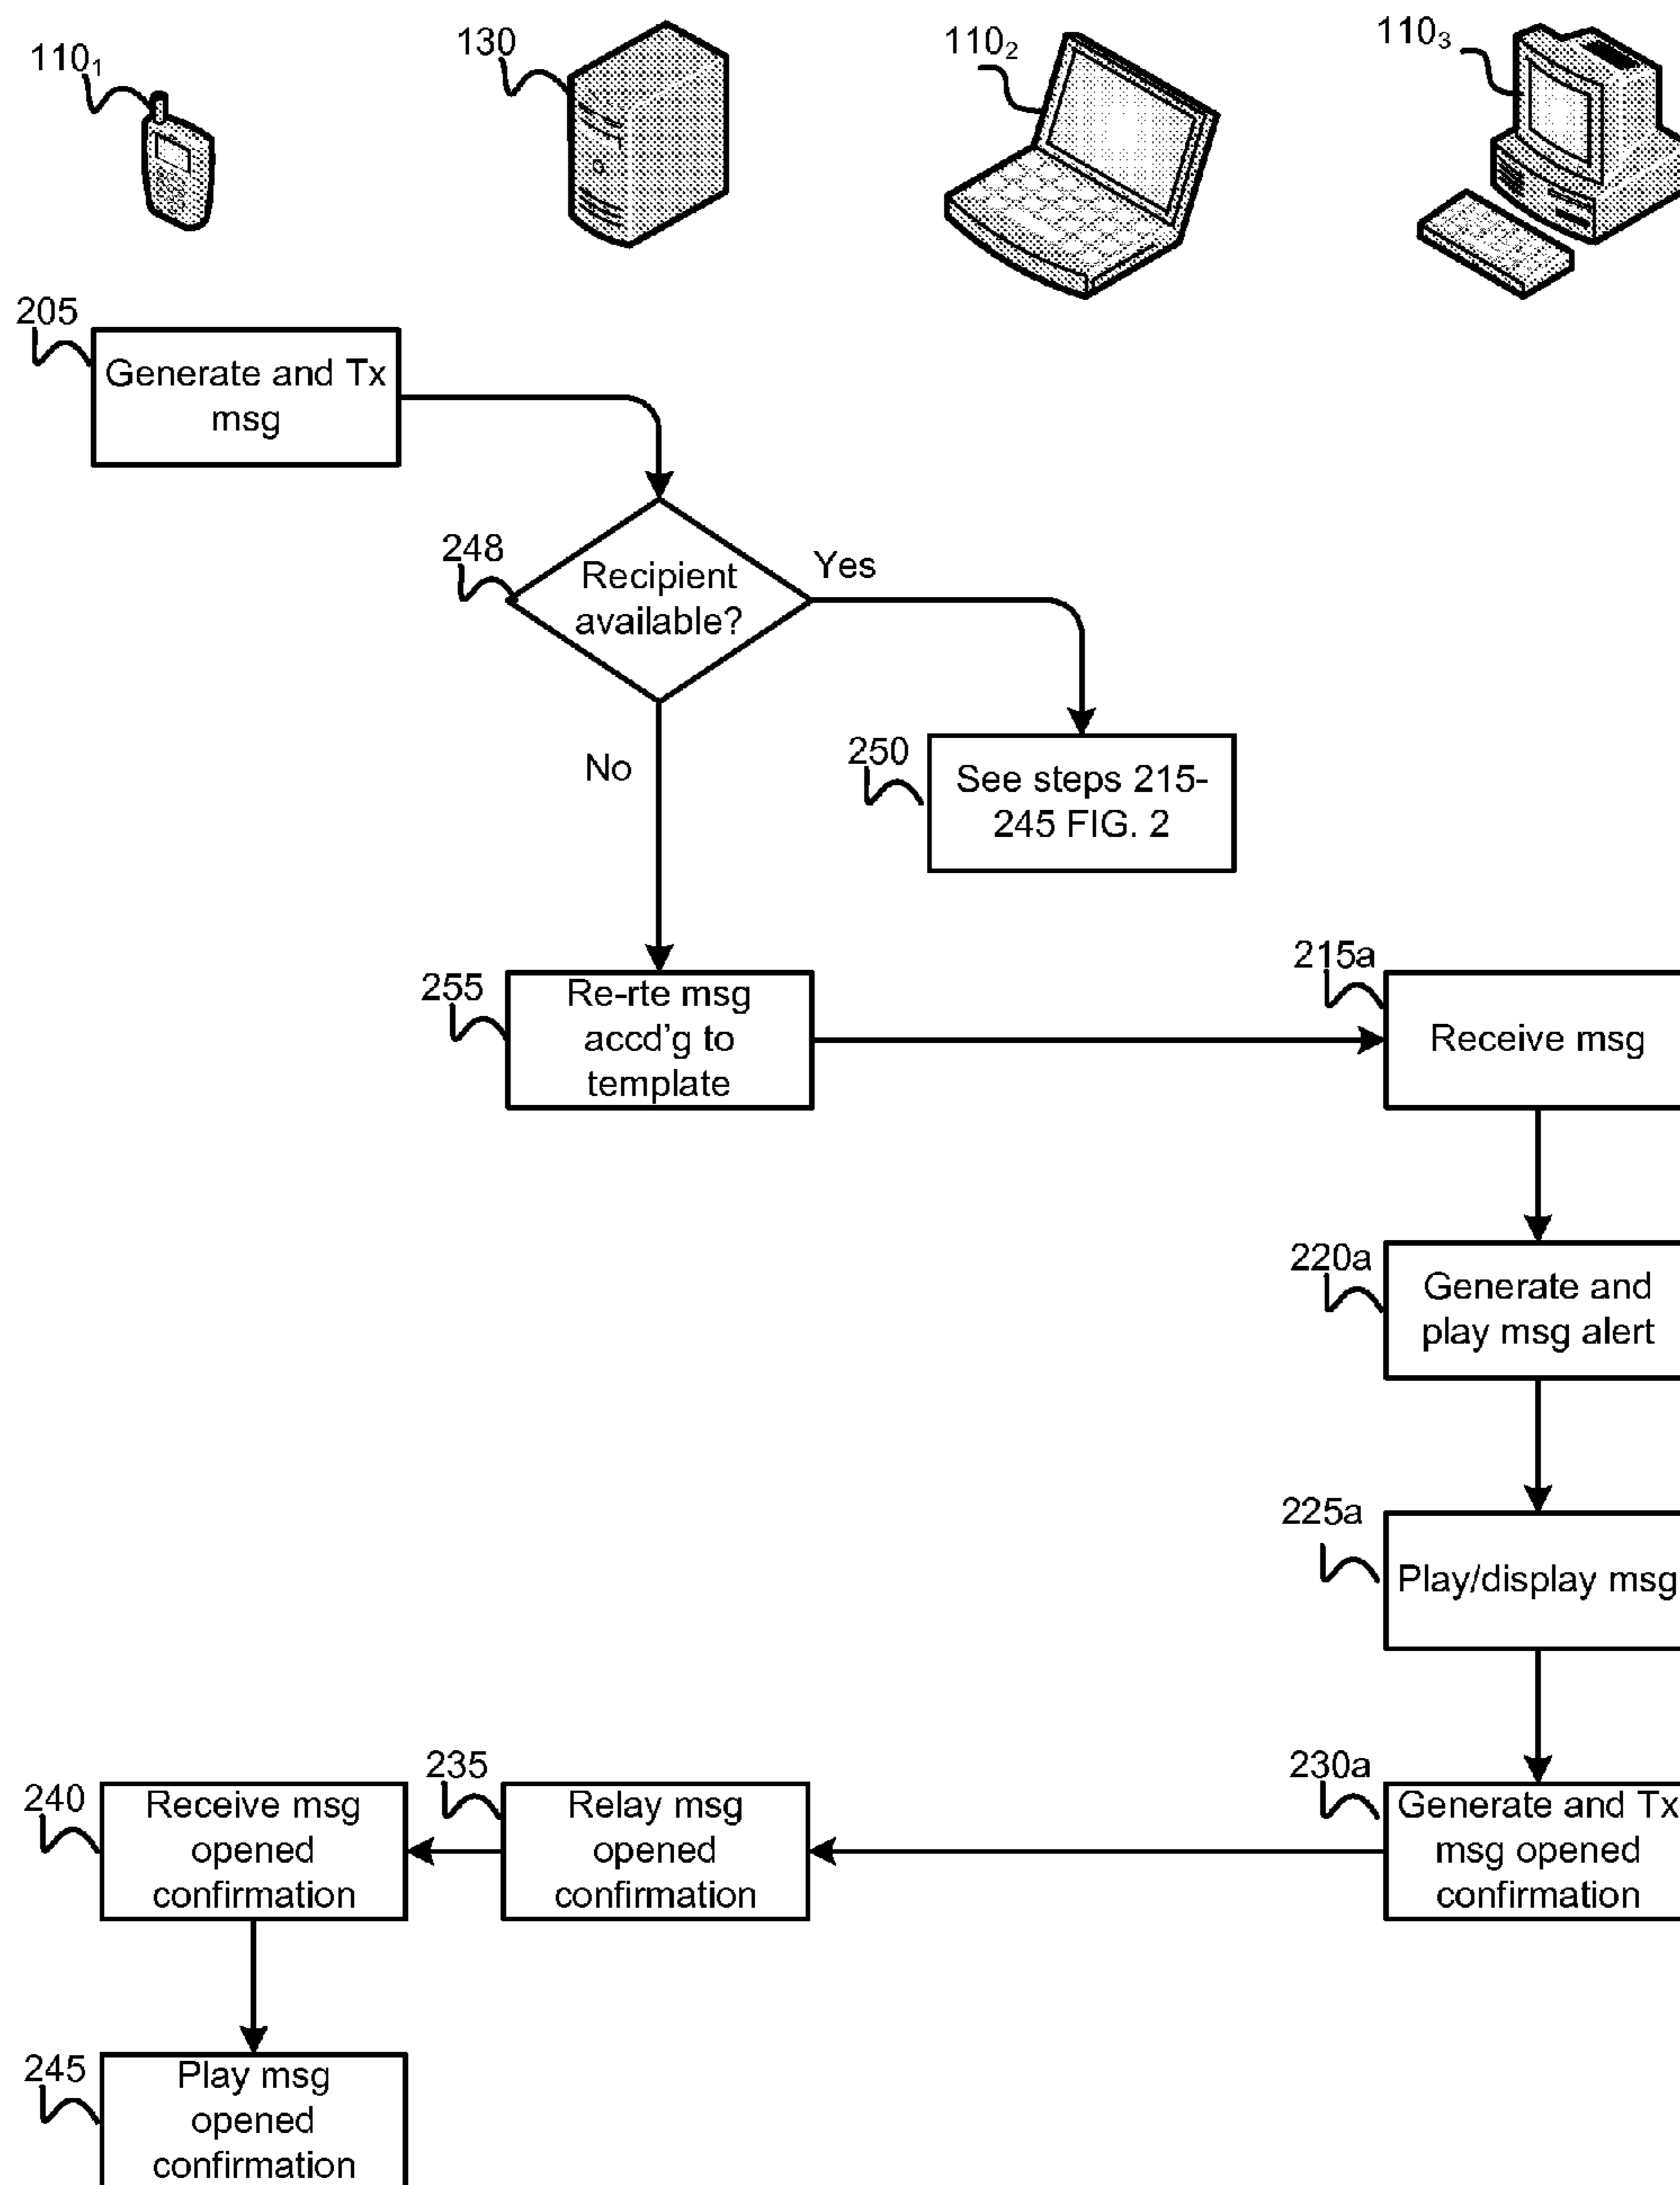 110₁
130
110₂
110₃
205
Generate and Tx
msg
248
Recipient
available?
Yes
No
250
See steps 215-
245 FIG. 2
255
Re-rte msg
accd'g to
template
215a
Receive msg
220a
Generate and
play msg alert
225a
Play/display msg
230a
Generate and Tx
msg opened
confirmation
235
Relay msg
opened
confirmation
240
Receive msg
opened
confirmation
245
Play msg
opened
confirmation